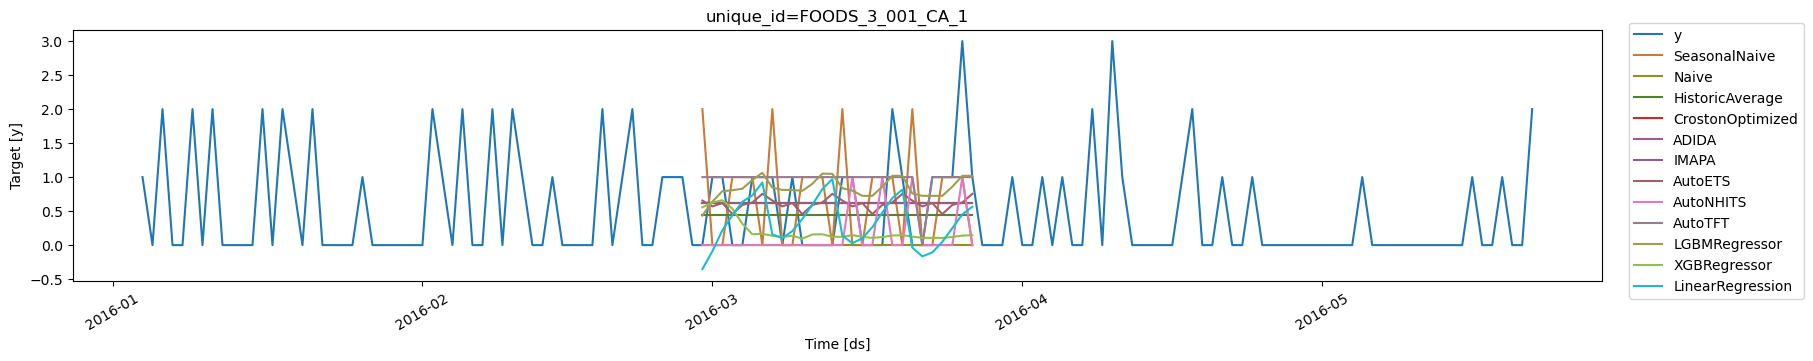 unique_id=FOODS_3_001_CA_1
Target [y]
3.0
2.5
2.0
1.5
1.0
0.5
0.0
−0.5
2016-01
2016-02
2016-03
2016-04
2016-05
Time [ds]
y
SeasonalNaive
Naive
HistoricAverage
CrostonOptimized
ADIDA
IMAPA
AutoETS
AutoNHITS
AutoTFT
LGBMRegressor
XGBRegressor
LinearRegression